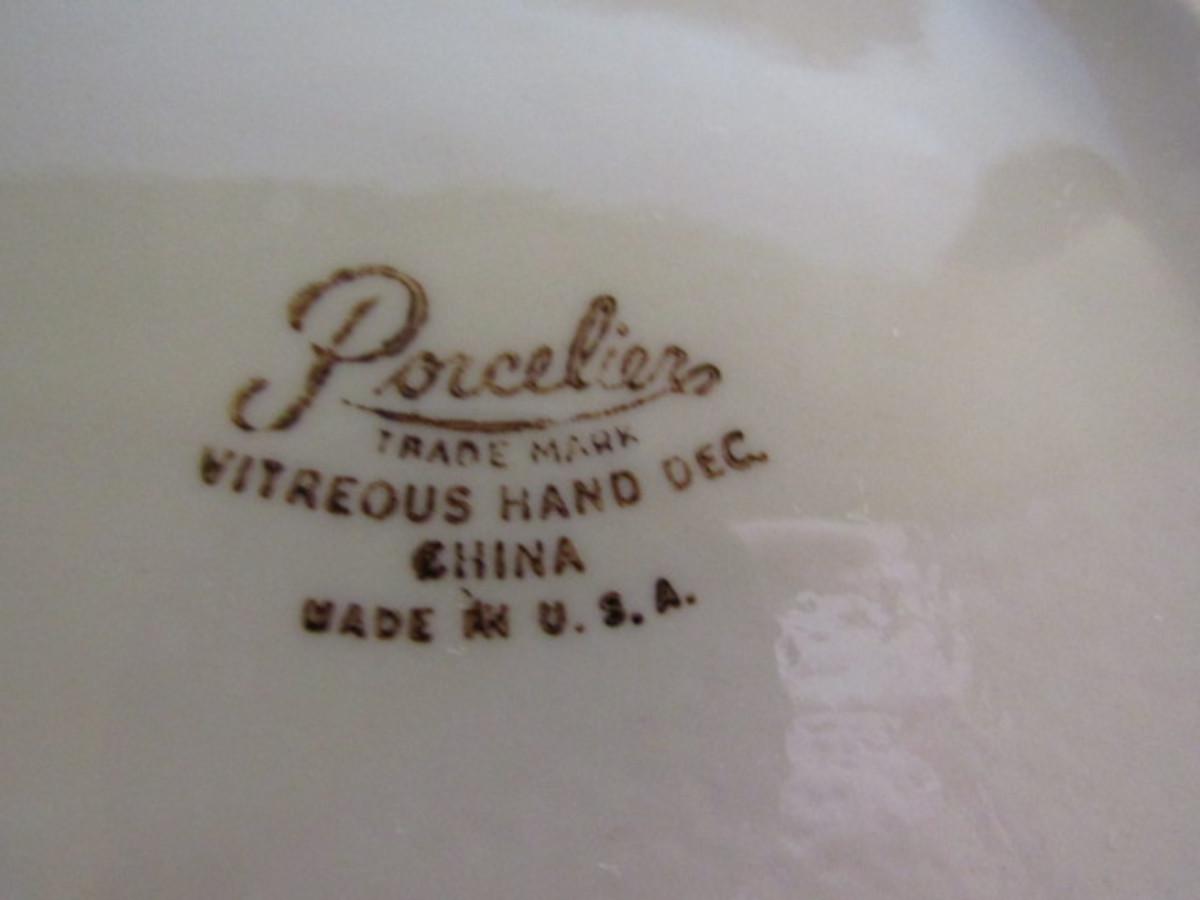 Porcelier
TRADE MARK
VITREOUS HAND DEC.
CHINA
MADE IN U.S.A.